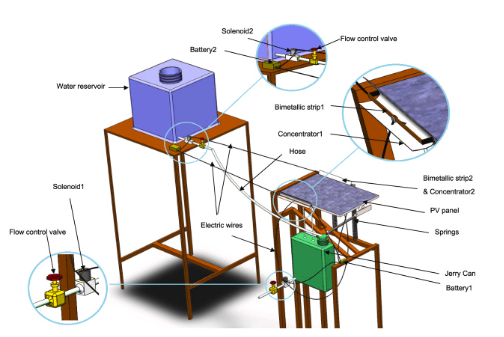 Solenoid2
Battery2
Flow control valve
Water reservoir
Bimetallic strip1
Concentrator1
Hose
Bimetallic strip2
& Concentrator2
Solenoid1
PV panel
Electric wires
Flow control valve
Springs
Jerry Can
Battery1